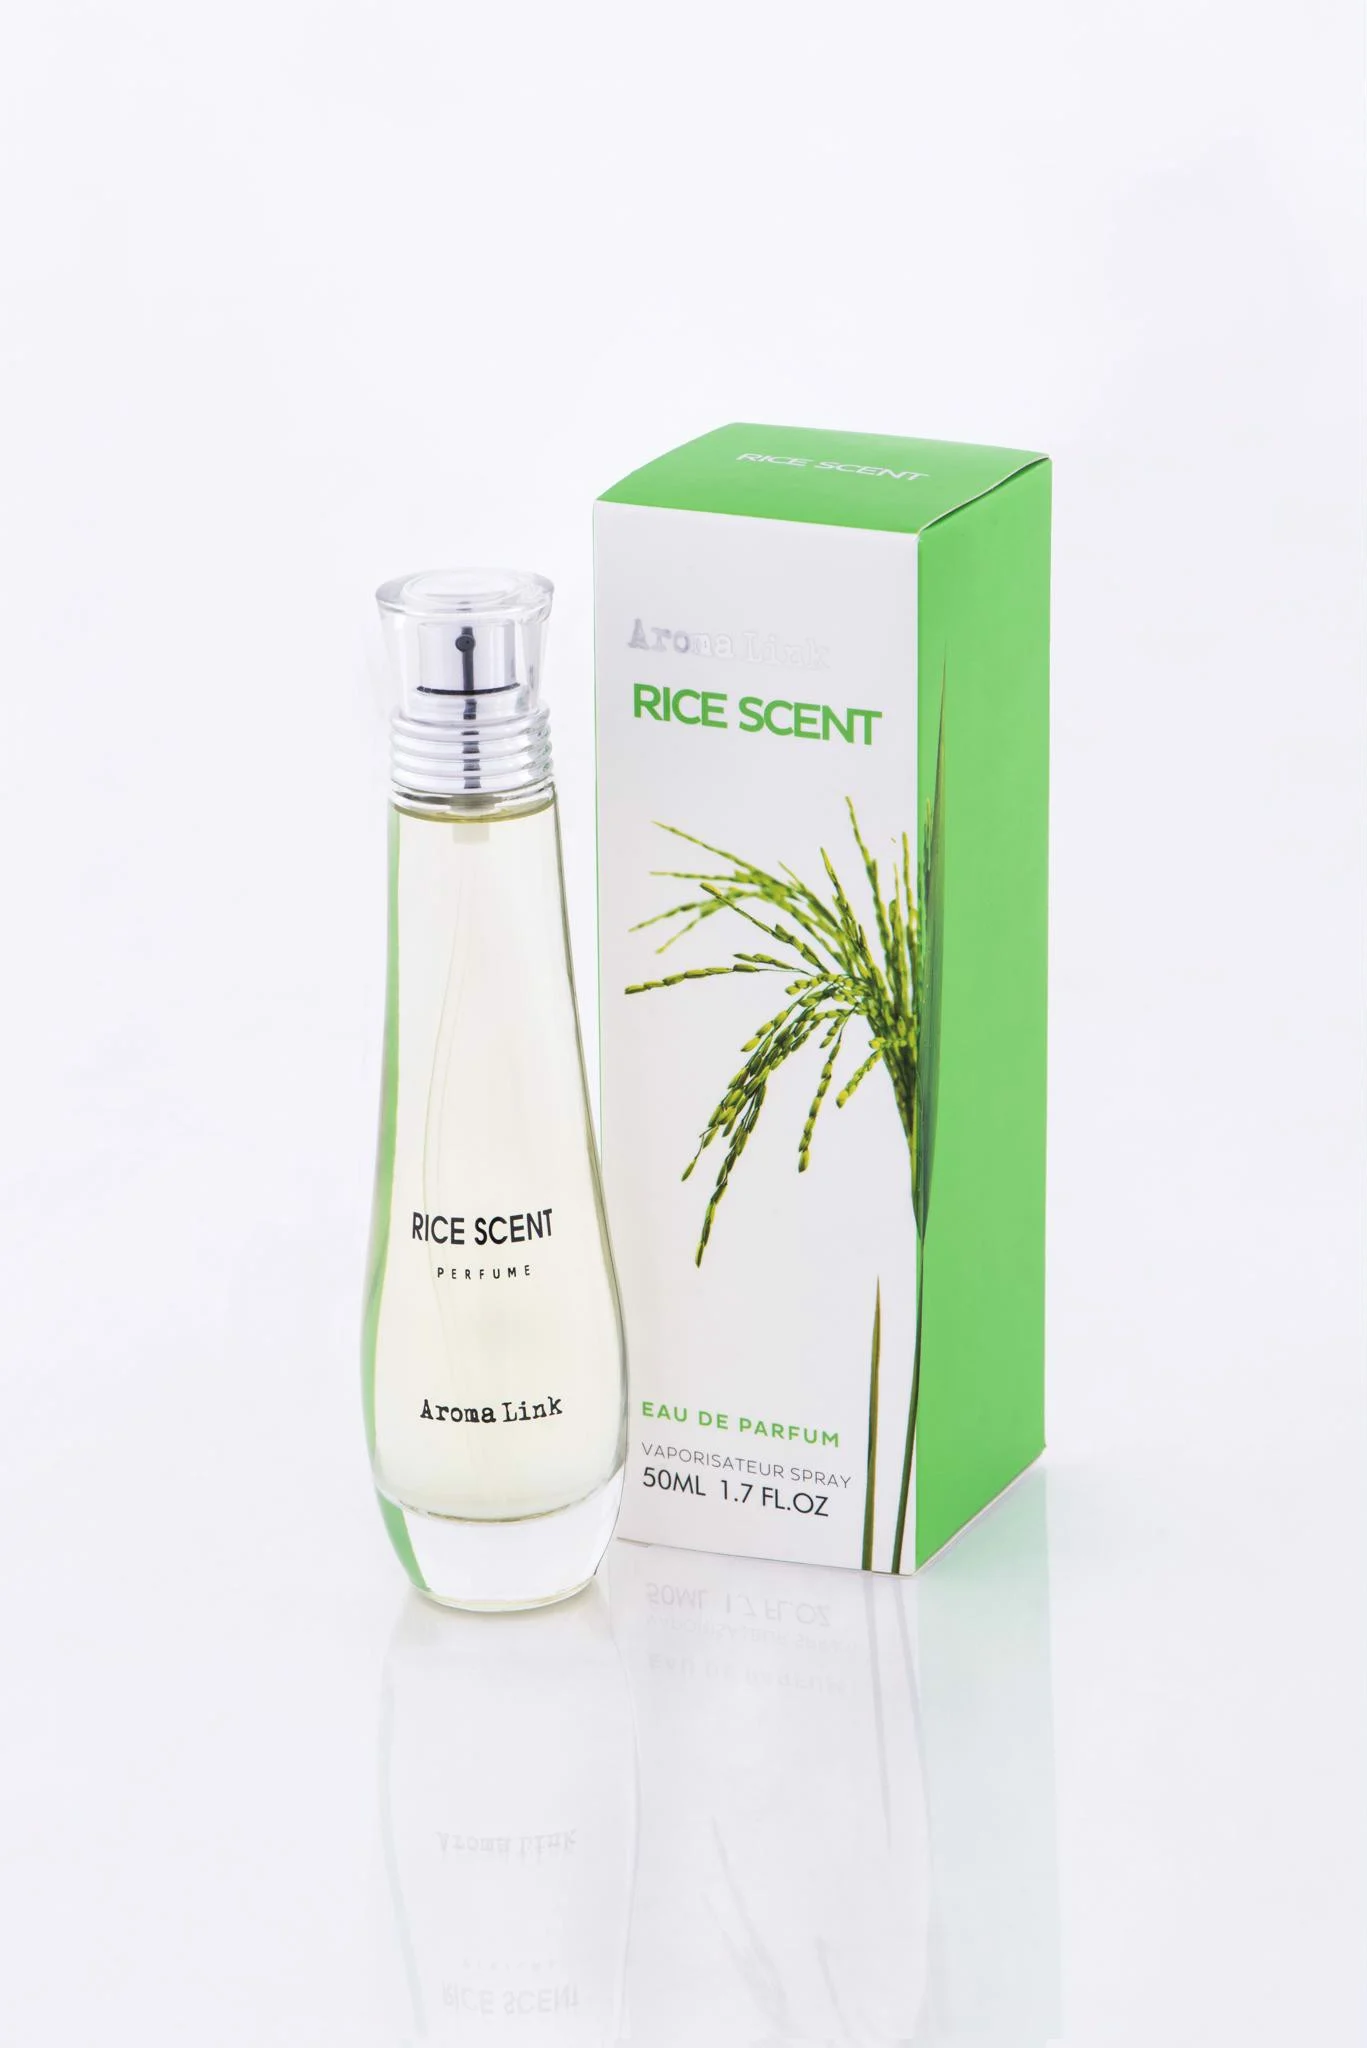 RICE SCENT
Aroma Link
RICE SCENT
EAU DE PARFUM
VAPORISATEUR SPRAY
50ML 1.7 FL.OZ
RICE SCENT
PERFUME
Aroma Link